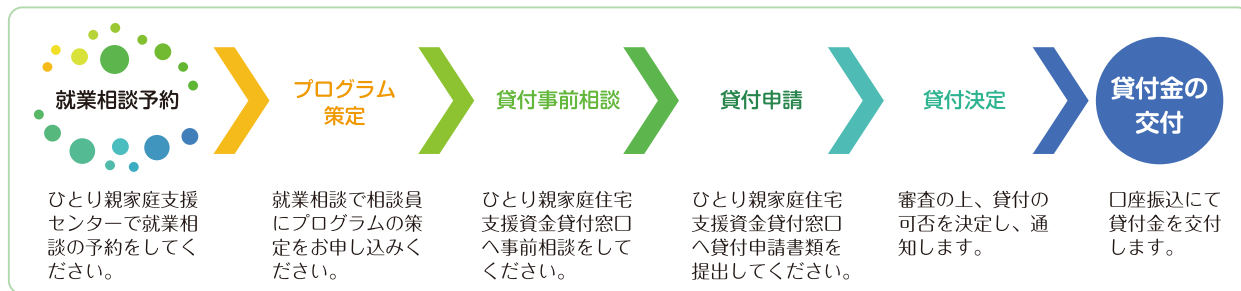 就業相談予約
プログラム
策定
貸付事前相談
貸付申請
貸付決定
貸付金の
交付
ひとり親家庭支援
センターで就業相
談の予約をしてく
ださい。
就業相談で相談員
にプログラムの策
定をお申し込みく
ださい。
ひとり親家庭住宅
支援資金貸付窓口
へ事前相談をして
ください。
ひとり親家庭住宅
支援資金貸付窓口
へ貸付申請書類を
提出してください。
審査の上、貸付の
可否を決定し、通
知します。
口座振込にて
貸付金を交付
します。